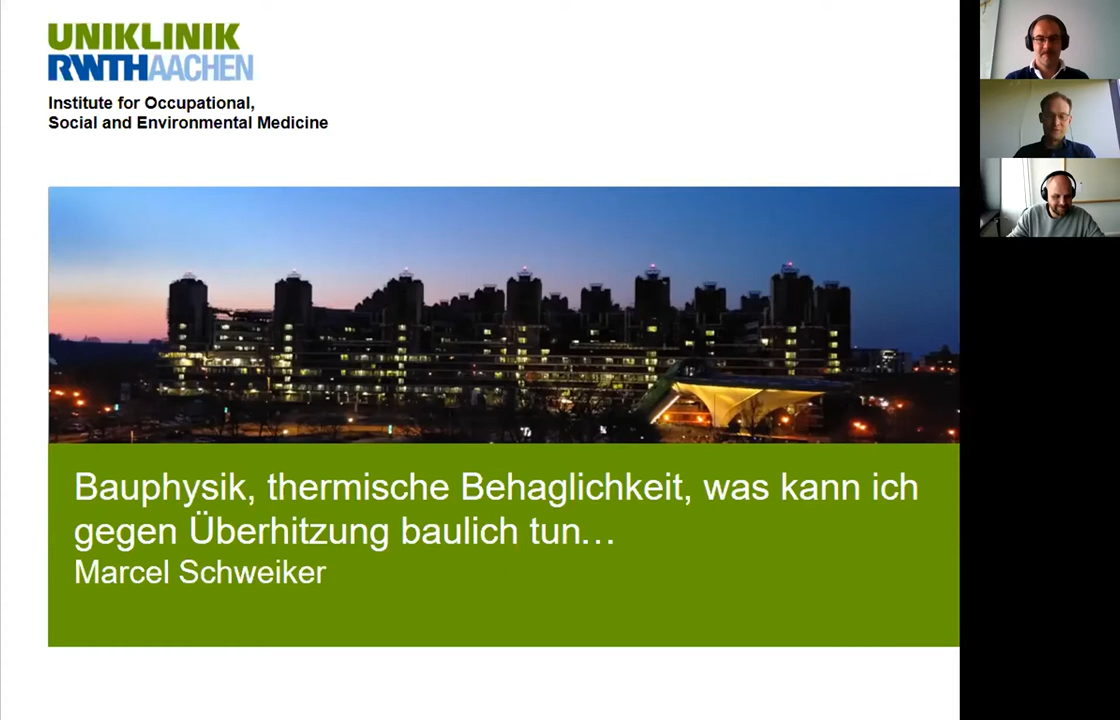 UNIKLINIK
RWTHAACHEN
Institute for Occupational,
Social and Environmental Medicine
Bauphysik, thermische Behaglichkeit, was kann ich
gegen Überhitzung baulich tun…
Marcel Schweiker